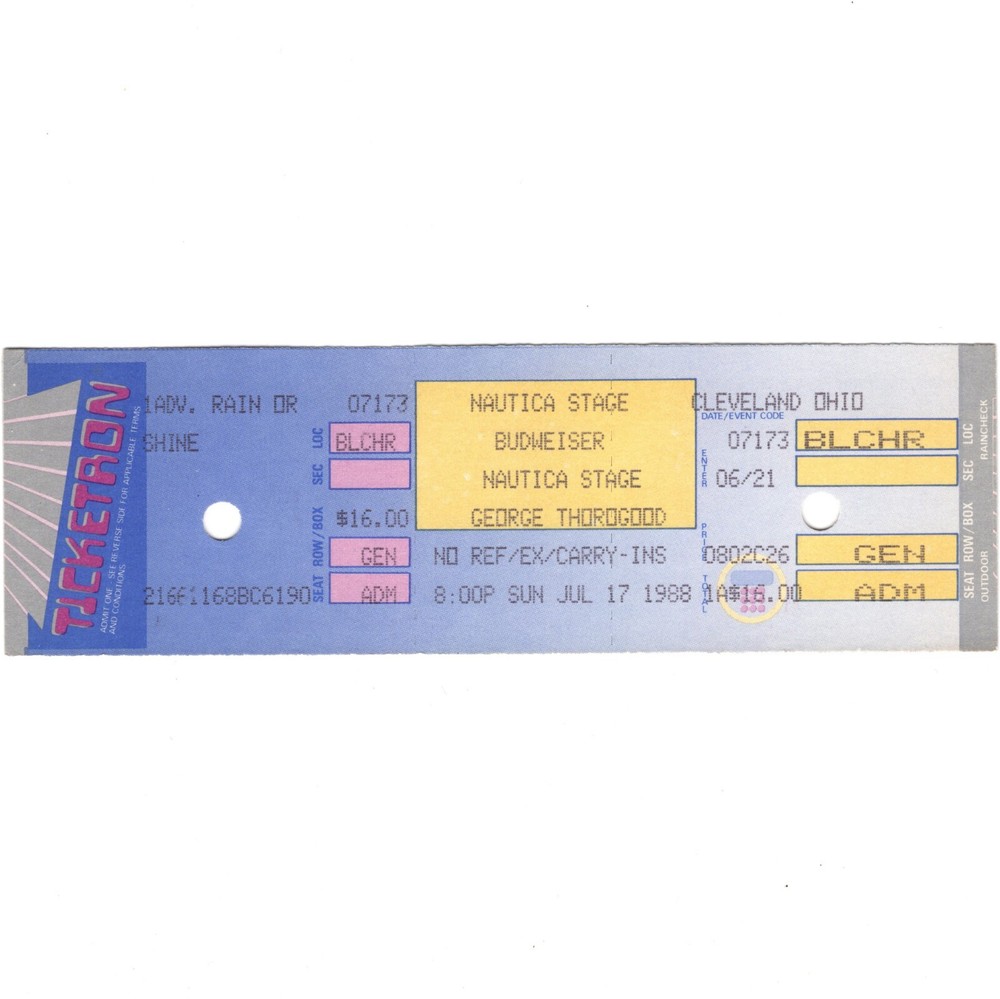 TICKETRON
ADMIT ONE. SEE REVERSE SIDE FOR APPLICABLE TERMS
AND CONDITIONS.
1ADV. RAIN OR 07173
SHINE
LOC BLCHR
SEC
ROW/BOX
$16.00
GEN
SEAT ADM
NAUTICA STAGE
BUDWEISER
NAUTICA STAGE
GEORGE THOROGOOD
NO REF/EX/CARRY-INS
8:00P SUN JUL 17 1988
CLEVELAND OHIO
DATE/EVENT CODE
07173 BLCHR
ENTER
06/21
PRICE
0802C26 GEN
TOTAL
1A$16.00 ADM
LOC
SEC
ROW/BOX
SEAT
RAINCHECK
OUTDOOR